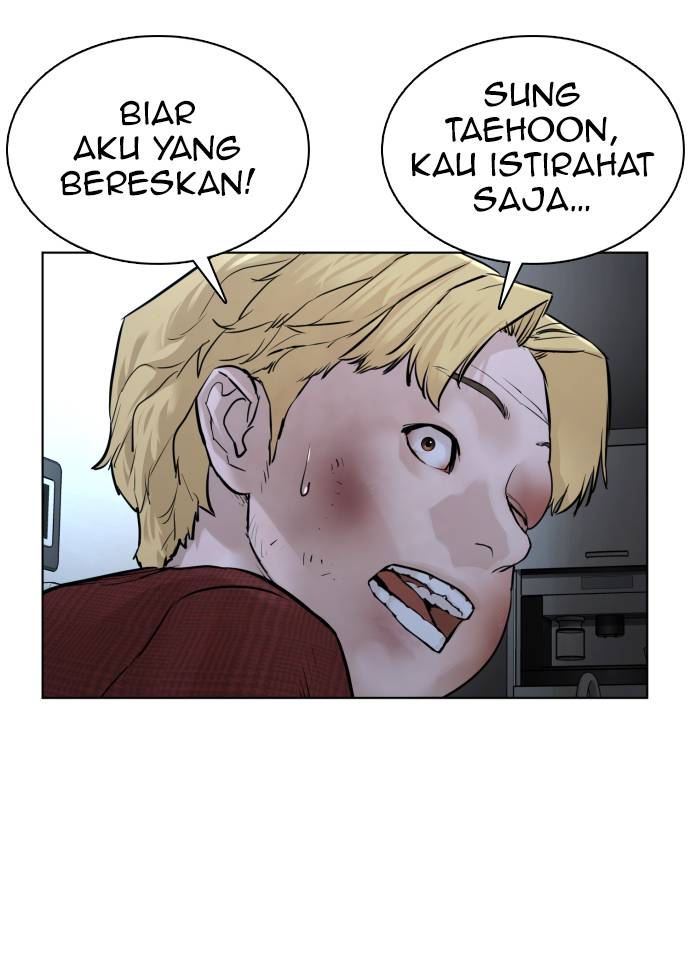 BIAR
AKU YANG
BERESKAN!
SUNG
TAEHOON,
KAU ISTIRAHAT
SAJA...